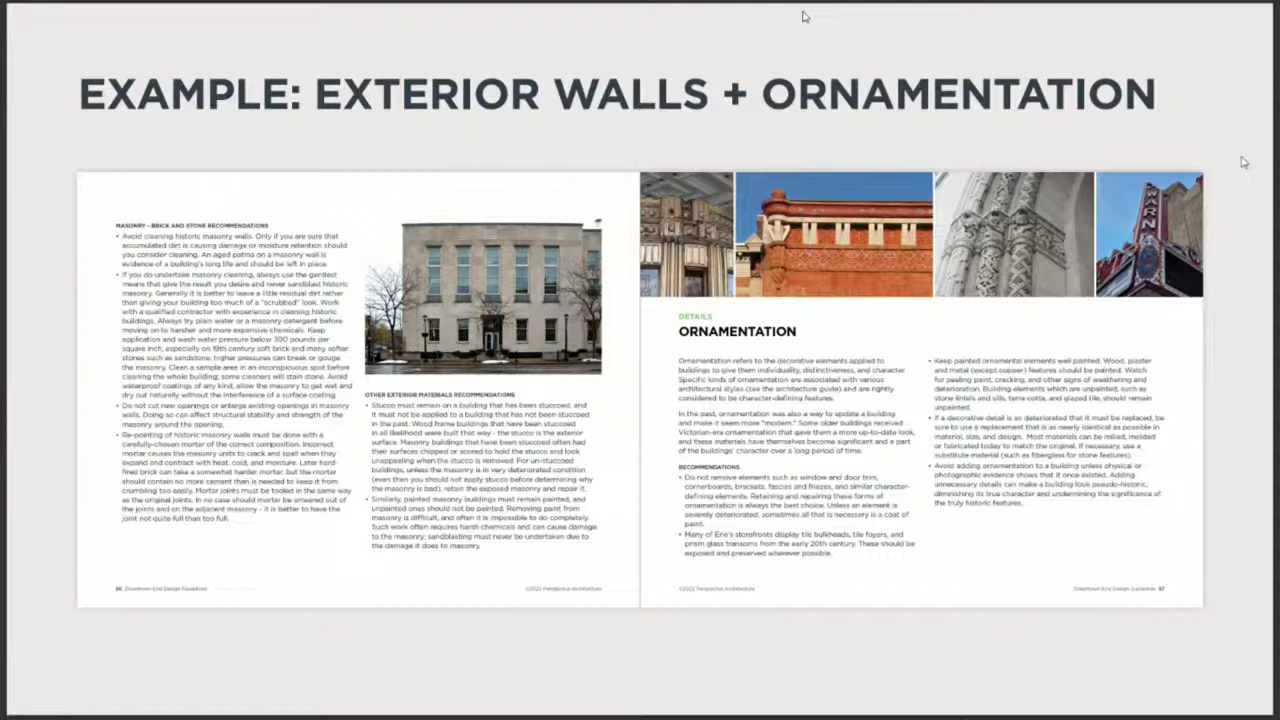 EXAMPLE: EXTERIOR WALLS + ORNAMENTATION
MASONRY - BRICK AND STONE RECOMMENDATIONS
• Avoid cleaning historic masonry walls. Only if you are sure that
accumulated dirt is causing damage or moisture retention should
you consider cleaning. An aged patina on a masonry wall is
evidence of a building's long life and should be left in place.
• If you do undertake masonry cleaning, always use the gentlest
means that give the result you desire and never sandblast historic
masonry. Generally it is better to leave a little residual dirt rather
than giving your building too much of a "scrubbed" look. Work
with a qualified contractor with experience in cleaning historic
buildings. Always try plain water or a masonry detergent before
moving on to harsher and more expensive chemicals. Keep
application and wash water pressure below 300 pounds per
square inch, especially on 19th century soft brick and many softer
stones such as sandstone; higher pressures can break or gouge
the masonry. Clean a sample area in an inconspicuous spot before
cleaning the whole building; some cleaners will stain stone. Avoid
waterproof coatings of any kind; allow the masonry to get wet and
dry out naturally without the interference of a surface coating.
• Do not cut new openings or enlarge existing openings in masonry
walls. Doing so can affect structural stability and strength of the
masonry around the opening.
• Re-pointing of historic masonry walls must be done with a
carefully-chosen mortar of the correct composition. Incorrect
mortar causes the masonry units to crack and spall when they
expand and contract with heat, cold, and moisture. Later hard-
fired brick can take a somewhat harder mortar, but the mortar
should contain no more cement than is needed to keep it from
crumbling too easily. Mortar joints must be tooled in the same way
as the original joints. In no case should mortar be smeared out of
the joints and on the adjacent masonry - it is better to have the
joint not quite full than too full.
OTHER EXTERIOR MATERIALS RECOMMENDATIONS
• Stucco must remain on a building that has been stuccoed, and
it must not be applied to a building that has not been stuccoed
in the past. Wood frame buildings that have been stuccoed
in all likelihood were built that way - the stucco is the exterior
surface. Masonry buildings that have been stuccoed often had
their surfaces chipped or scored to hold the stucco and look
unappealing when the stucco is removed. For un-stuccoed
buildings, unless the masonry is in very deteriorated condition
(even then you should not apply stucco before determining why
the masonry is bad), retain the exposed masonry and repair it.
• Similarly, painted masonry buildings must remain painted, and
unpainted ones should not be painted. Removing paint from
masonry is difficult, and often it is impossible to do completely.
Such work often requires harsh chemicals and can cause damage
to the masonry; sandblasting must never be undertaken due to
the damage it does to masonry.
56 Downtown Erie Design Guidelines
©2022 Perspectus Architecture
WARN
DETAILS
ORNAMENTATION
Ornamentation refers to the decorative elements applied to
buildings to give them individuality, distinctiveness, and character
Specific kinds of ornamentation are associated with various
architectural styles (see the architecture guide) and are rightly
considered to be character-defining features.
In the past, ornamentation was also a way to update a building
and make it seem more "modern." Some older buildings received
Victorian-era ornamentation that gave them a more up-to-date look,
and these materials have themselves become significant and a part
of the buildings' character over a long period of time.
RECOMMENDATIONS
• Do not remove elements such as window and door trim,
cornerboards, brackets, fascias and friezes, and similar character-
defining elements. Retaining and repairing these forms of
ornamentation is always the best choice. Unless an element is
severely deteriorated, sometimes all that is necessary is a coat of
paint.
• Many of Erie's storefronts display tile bulkheads, tile foyers, and
prism glass transoms from the early 20th century. These should be
exposed and preserved whenever possible.
• Keep painted ornamental elements well painted. Wood, plaster
and metal (except copper) features should be painted. Watch
for peeling paint, cracking, and other signs of weathering and
deterioration. Building elements which are unpainted, such as
stone lintels and sills, terra cotta, and glazed tile, should remain
unpainted.
• If a decorative detail is so deteriorated that it must be replaced, be
sure to use a replacement that is as nearly identical as possible in
material, size, and design. Most materials can be milled, molded
or fabricated today to match the original. If necessary, use a
substitute material (such as fiberglass for stone features).
• Avoid adding ornamentation to a building unless physical or
photographic evidence shows that it once existed. Adding
unnecessary details can make a building look pseudo-historic,
diminishing its true character and undermining the significance of
the truly historic features.
©2022 Perspectus Architecture
Downtown Erie Design Guidelines 57